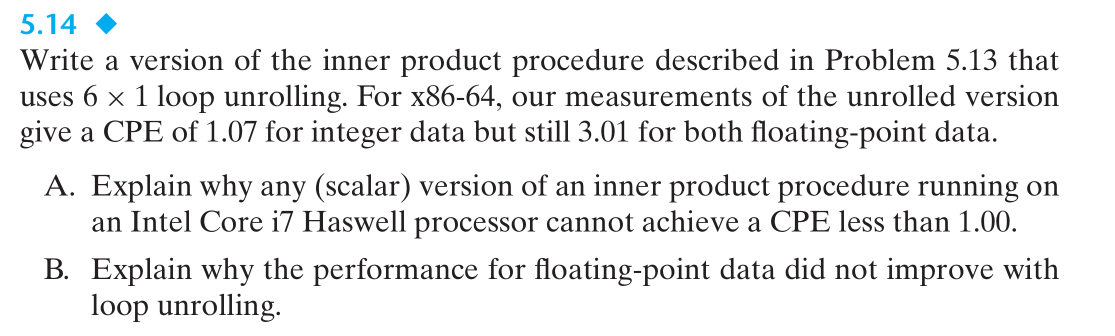 5.14 ◆
Write a version of the inner product procedure described in Problem 5.13 that
uses 6 × 1 loop unrolling. For x86-64, our measurements of the unrolled version
give a CPE of 1.07 for integer data but still 3.01 for both floating-point data.
A. Explain why any (scalar) version of an inner product procedure running on
an Intel Core i7 Haswell processor cannot achieve a CPE less than 1.00.
B. Explain why the performance for floating-point data did not improve with
loop unrolling.